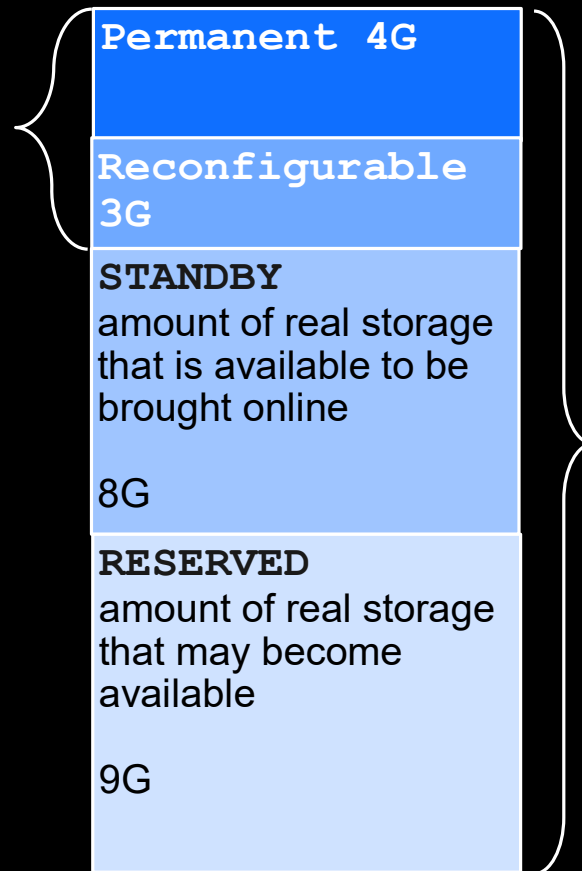 Permanent 4G
Reconfigurable
3G
STANDBY
amount of real storage
that is available to be
brought online
8G
RESERVED
amount of real storage
that may become
available
9G